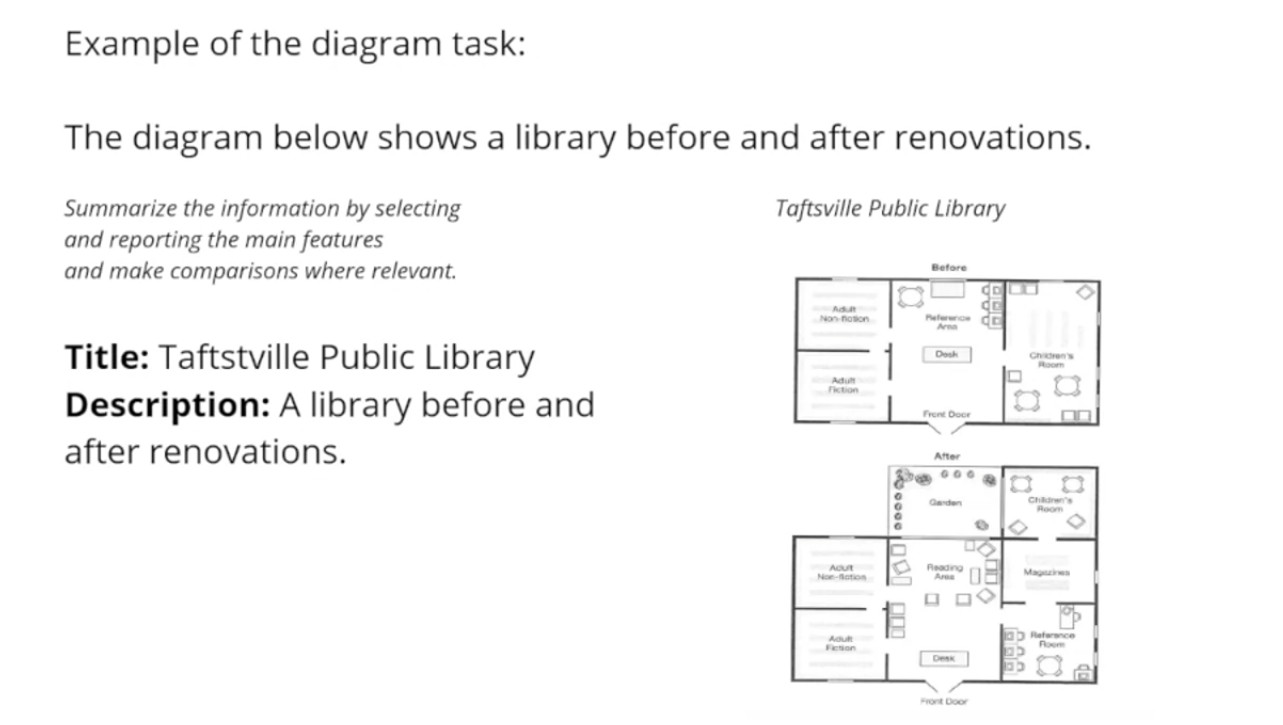 Example of the diagram task:
The diagram below shows a library before and after renovations.
Summarize the information by selecting
and reporting the main features
and make comparisons where relevant.
Title: Taftstville Public Library
Description: A library before and
after renovations.
Taftsville Public Library
Before
Adult
Non-fiction
Reference
Area
Desk
Children's
Room
Adult
Fiction
Front Door
After
Garden
Children's
Room
Adult
Non-fiction
Reading
Area
Magazines
Adult
Fiction
Reference
Room
Desk
Front Door